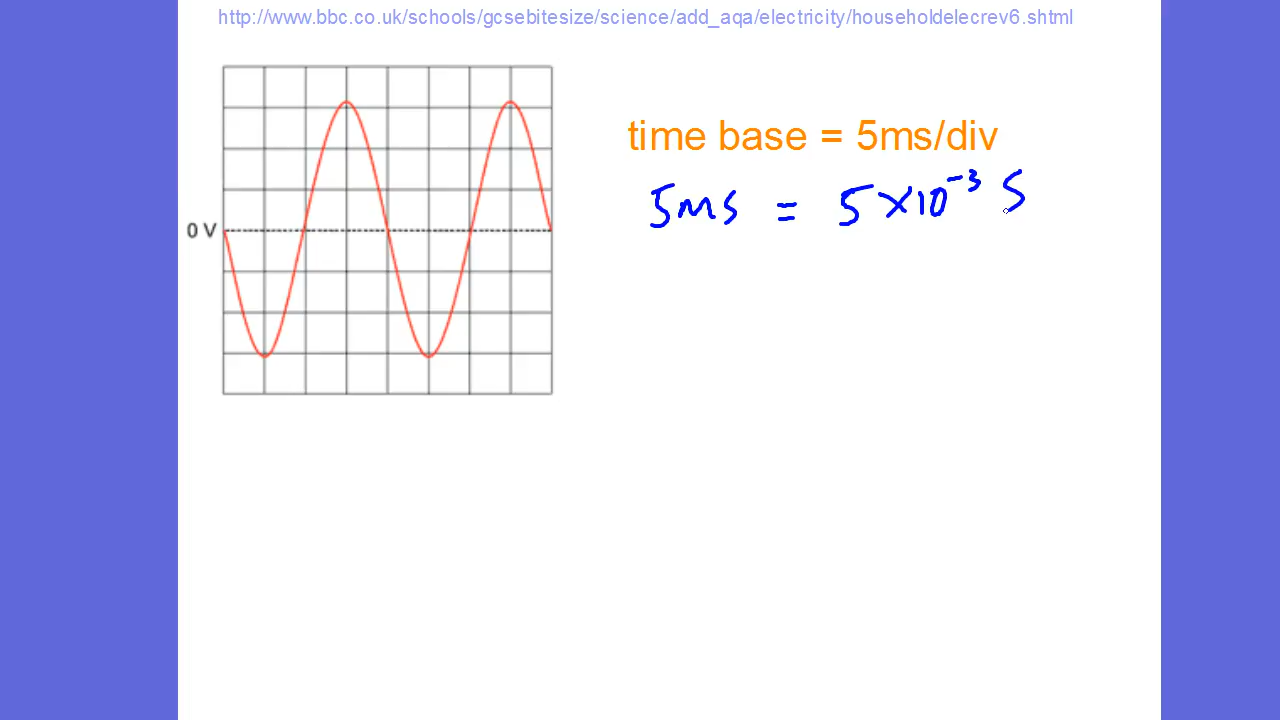 http://www.bbc.co.uk/schools/gcsebitesize/science/add_aqa/electricity/householdelecrev6.shtml
time base = 5ms/div
5ms = 5×10⁻³ s
0 V